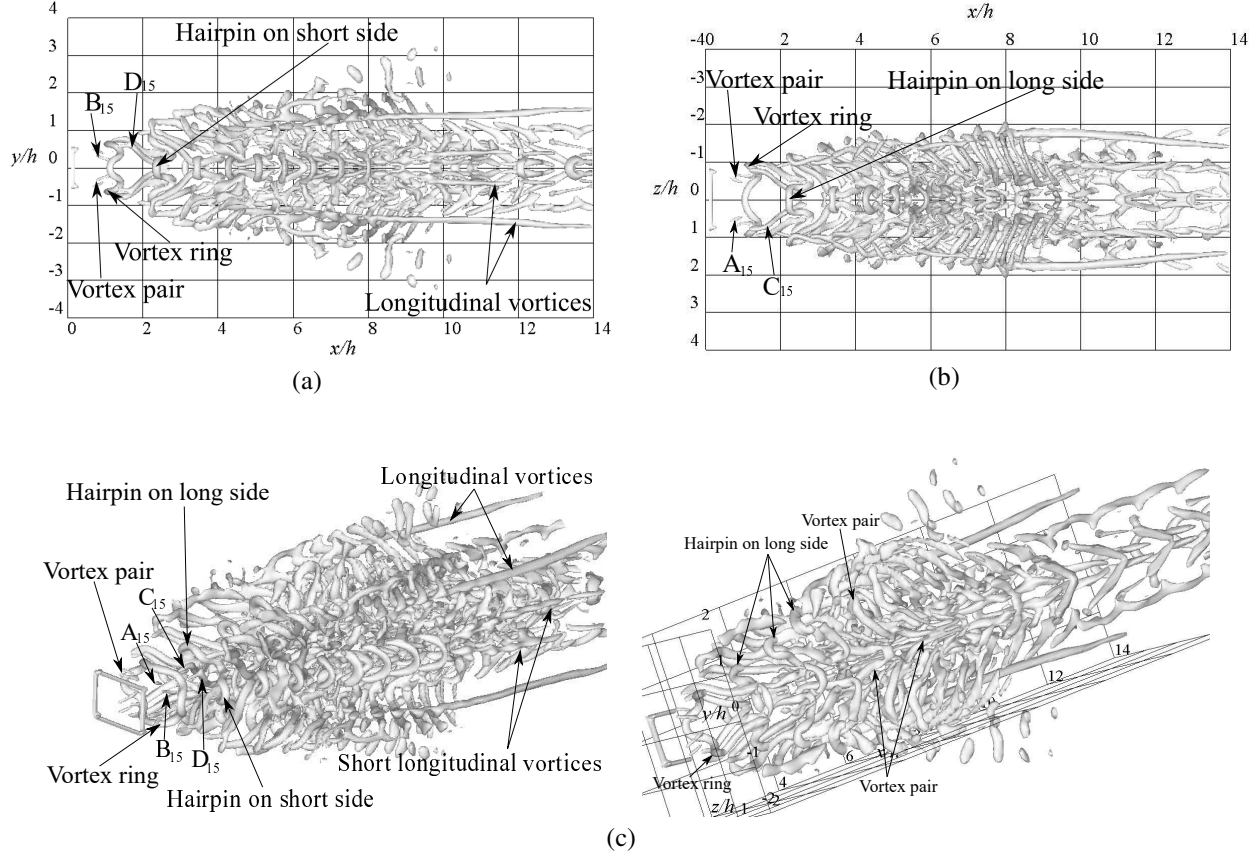 4
3
2
1
0
-1
-2
-3
-4
y/h
Hairpin on short side
D15
B15
Vortex ring
Vortex pair
Longitudinal vortices
0 2 4 6 8 10 12 14
x/h
(a)
x/h
-40 2 4 6 8 10 12 14
-3
-2
-1
0
1
2
3
4
z/h
Vortex pair
Hairpin on long side
Vortex ring
A15
C15
(b)
Longitudinal vortices
Hairpin on long side
Vortex pair
C15
A15
B15
D15
Vortex ring
Hairpin on short side
Short longitudinal vortices
Vortex pair
Hairpin on long side
2
1
y/h 0
-1
-2
Vortex ring
z/h 1
2
4
6
12
14
Vortex pair
(c)